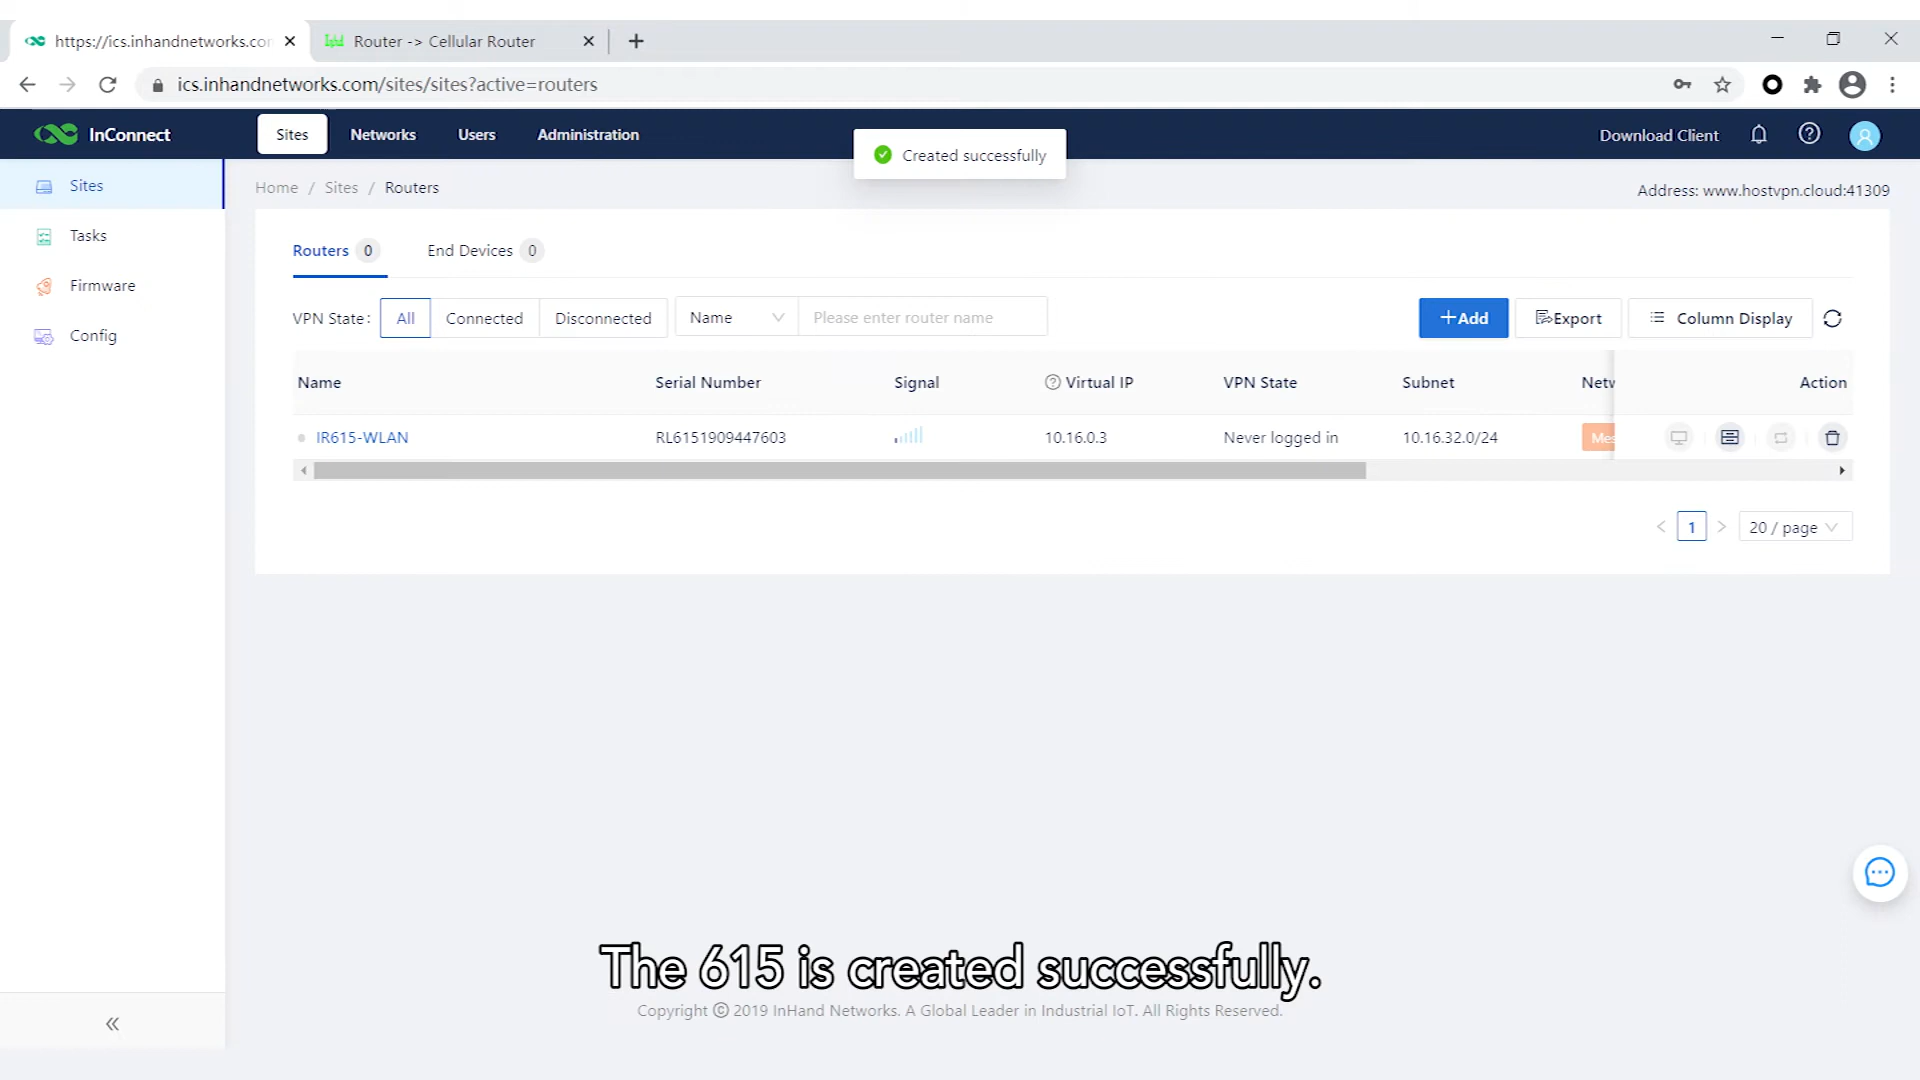 https://ics.inhandnetworks.con
Router -> Cellular Router
ics.inhandnetworks.com/sites/sites?active=routers
InConnect
Sites
Networks
Users
Administration
Created successfully
Download Client
Sites
Tasks
Firmware
Config
Home / Sites / Routers
Address: www.hostvpn.cloud:41309
Routers 0
End Devices 0
VPN State: All Connected Disconnected
Name
Please enter router name
+Add
Export
Column Display
Name Serial Number Signal Virtual IP VPN State Subnet Netw Action
IR615-WLAN RL6151909447603 10.16.0.3 Never logged in 10.16.32.0/24 Mes
< 1 > 20 / page
The 615 is created successfully.
Copyright © 2019 InHand Networks. A Global Leader in Industrial IoT. All Rights Reserved.